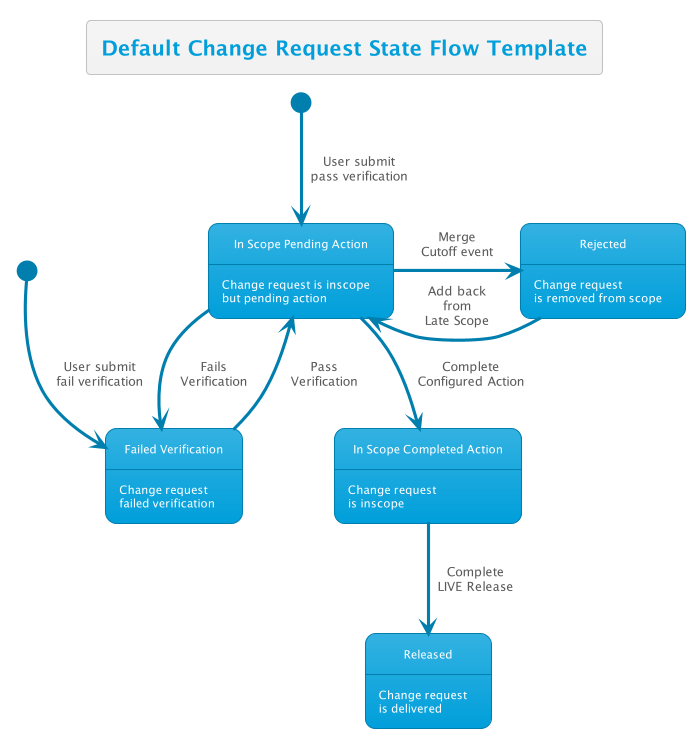 Default Change Request State Flow Template
User submit
pass verification
In Scope Pending Action
Change request is inscope
but pending action
Merge
Cutoff event
Rejected
Change request
is removed from scope
Add back
from
Late Scope
User submit
fail verification
Fails
Verification
Pass
Verification
Complete
Configured Action
Failed Verification
Change request
failed verification
In Scope Completed Action
Change request
is inscope
Complete
LIVE Release
Released
Change request
is delivered